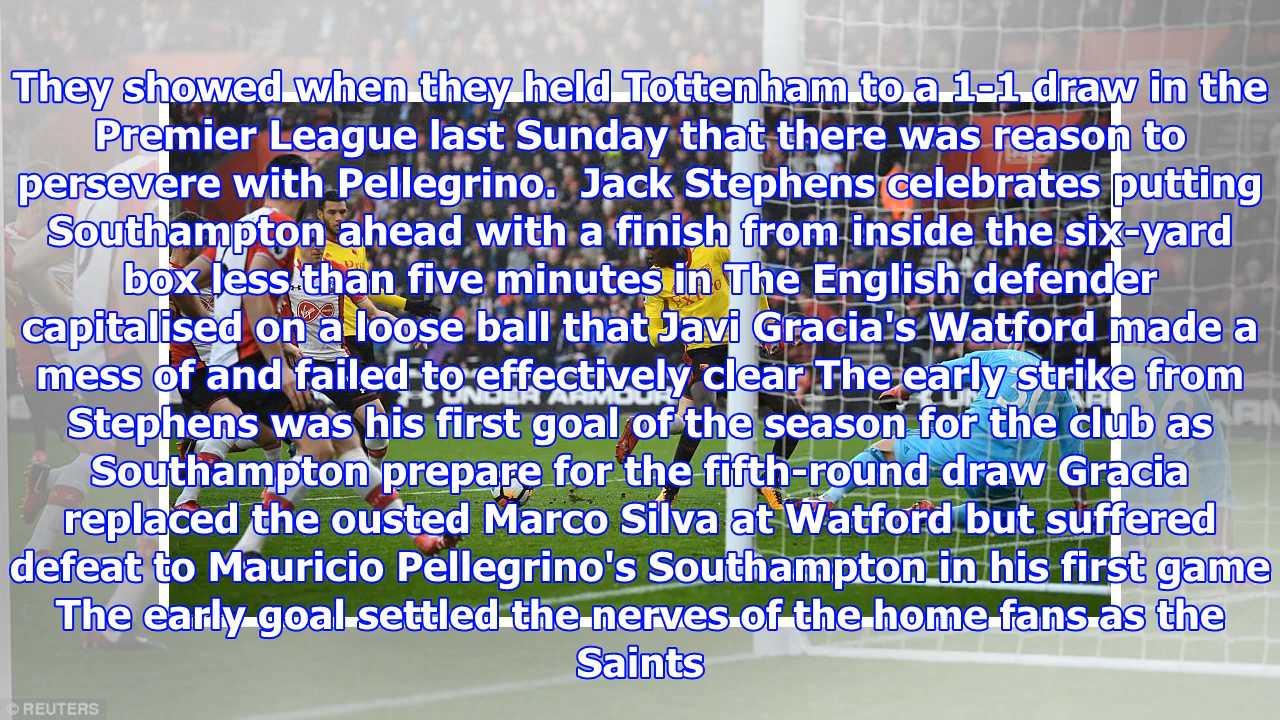 They showed when they held Tottenham to a 1-1 draw in the
Premier League last Sunday that there was reason to
persevere with Pellegrino.  Jack Stephens celebrates putting
Southampton ahead with a finish from inside the six-yard
box less than five minutes in The English defender
capitalised on a loose ball that Javi Gracia's Watford made a
mess of and failed to effectively clear The early strike from
Stephens was his first goal of the season for the club as
Southampton prepare for the fifth-round draw Gracia
replaced the ousted Marco Silva at Watford but suffered
defeat to Mauricio Pellegrino's Southampton in his first game
The early goal settled the nerves of the home fans as the
Saints
UNDER ARMOUR
© REUTERS